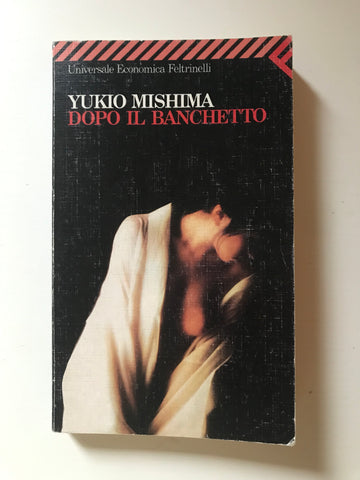 Universale Economica Feltrinelli
YUKIO MISHIMA
DOPO IL BANCHETTO